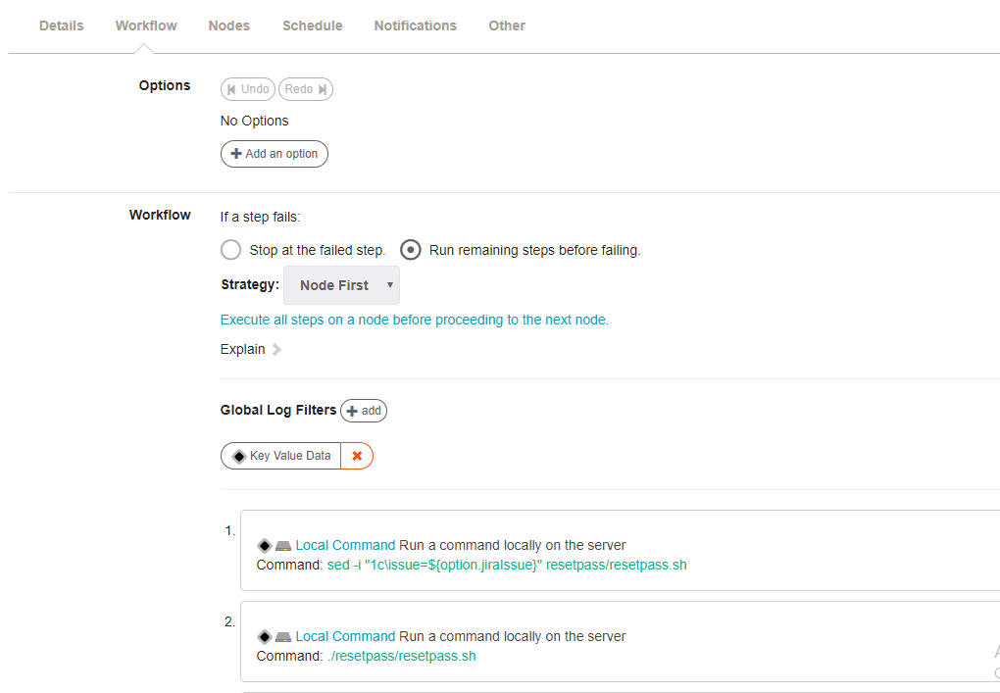 Details Workflow Nodes Schedule Notifications Other
Options Undo Redo
No Options
Add an option
Workflow If a step fails:
Stop at the failed step. Run remaining steps before failing.
Strategy: Node First
Execute all steps on a node before proceeding to the next node.
Explain
Global Log Filters add
Key Value Data
1.
Local Command Run a command locally on the server
Command: sed -i "1c\issue=${option.jiraIssue}" resetpass/resetpass.sh
2.
Local Command Run a command locally on the server
Command: ./resetpass/resetpass.sh